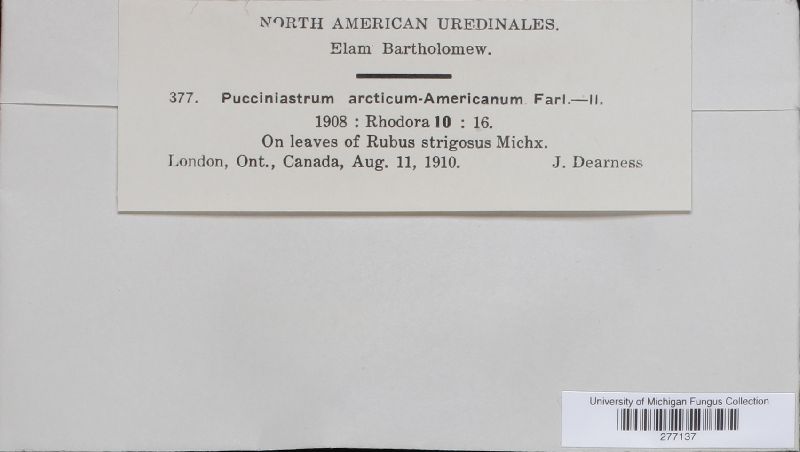 NORTH AMERICAN UREDINALES.
Elam Bartholomew.
377. Pucciniastrum arcticum-Americanum Farl.—II.
1908 : Rhodora 10 : 16.
On leaves of Rubus strigosus Michx.
London, Ont., Canada, Aug. 11, 1910. J. Dearness
University of Michigan Fungus Collection
277137